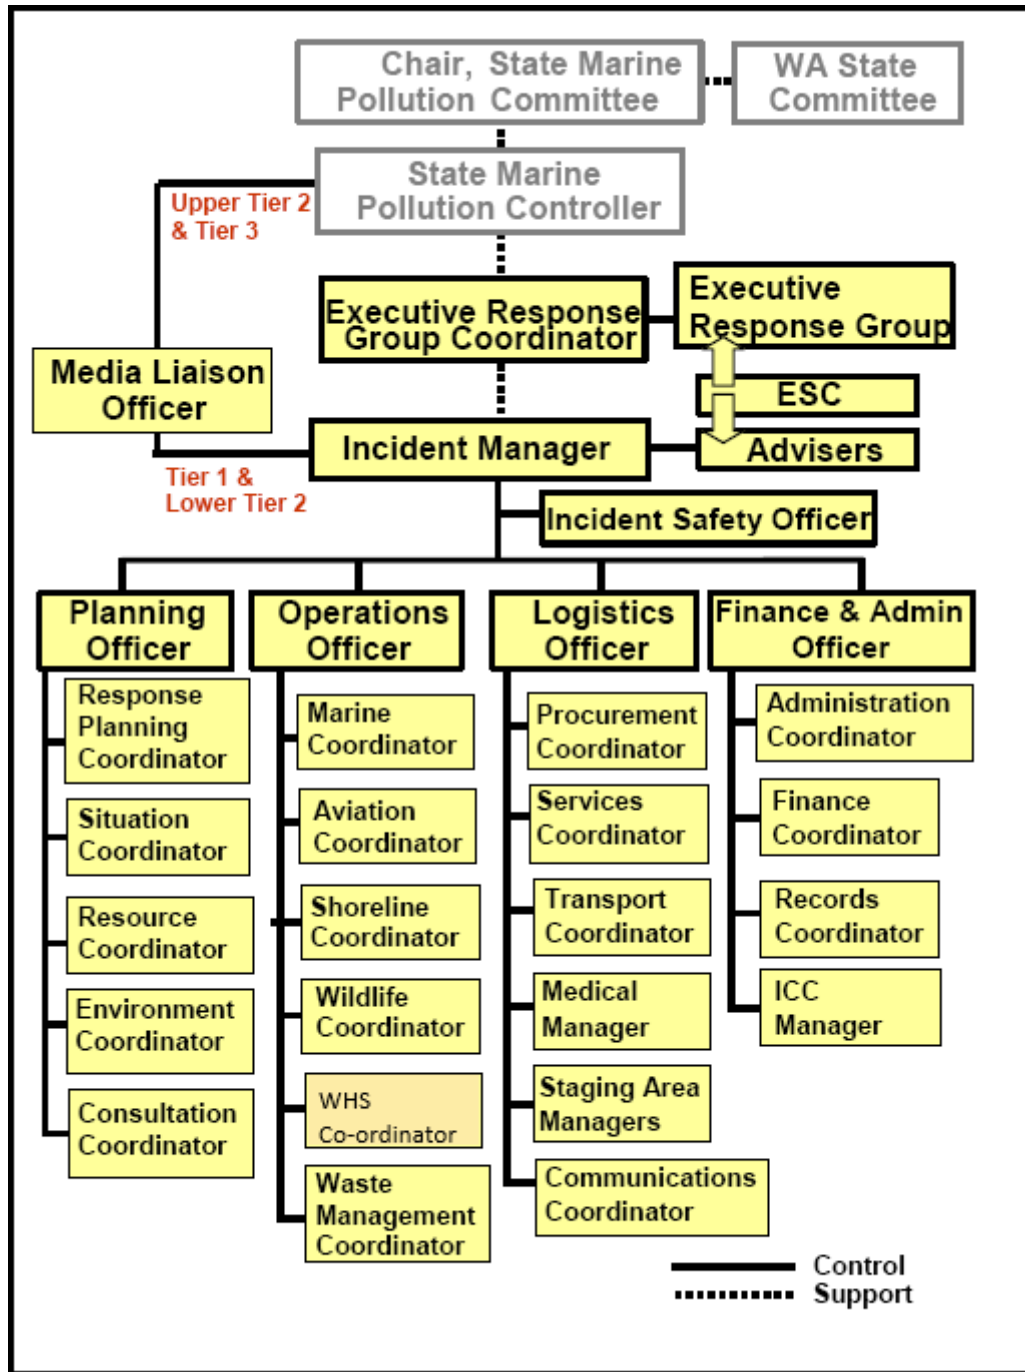 Chair, State Marine
Pollution Committee
WA State
Committee
State Marine
Pollution Controller
Upper Tier 2
& Tier 3
Executive Response
Group Coordinator
Executive
Response Group
Media Liaison
Officer
ESC
Incident Manager
Advisers
Tier 1 &
Lower Tier 2
Incident Safety Officer
Planning
Officer
Operations
Officer
Logistics
Officer
Finance & Admin
Officer
Response
Planning
Coordinator
Situation
Coordinator
Resource
Coordinator
Environment
Coordinator
Consultation
Coordinator
Marine
Coordinator
Aviation
Coordinator
Shoreline
Coordinator
Wildlife
Coordinator
WHS
Co-ordinator
Waste
Management
Coordinator
Procurement
Coordinator
Services
Coordinator
Transport
Coordinator
Medical
Manager
Staging Area
Managers
Communications
Coordinator
Administration
Coordinator
Finance
Coordinator
Records
Coordinator
ICC
Manager
Control
Support